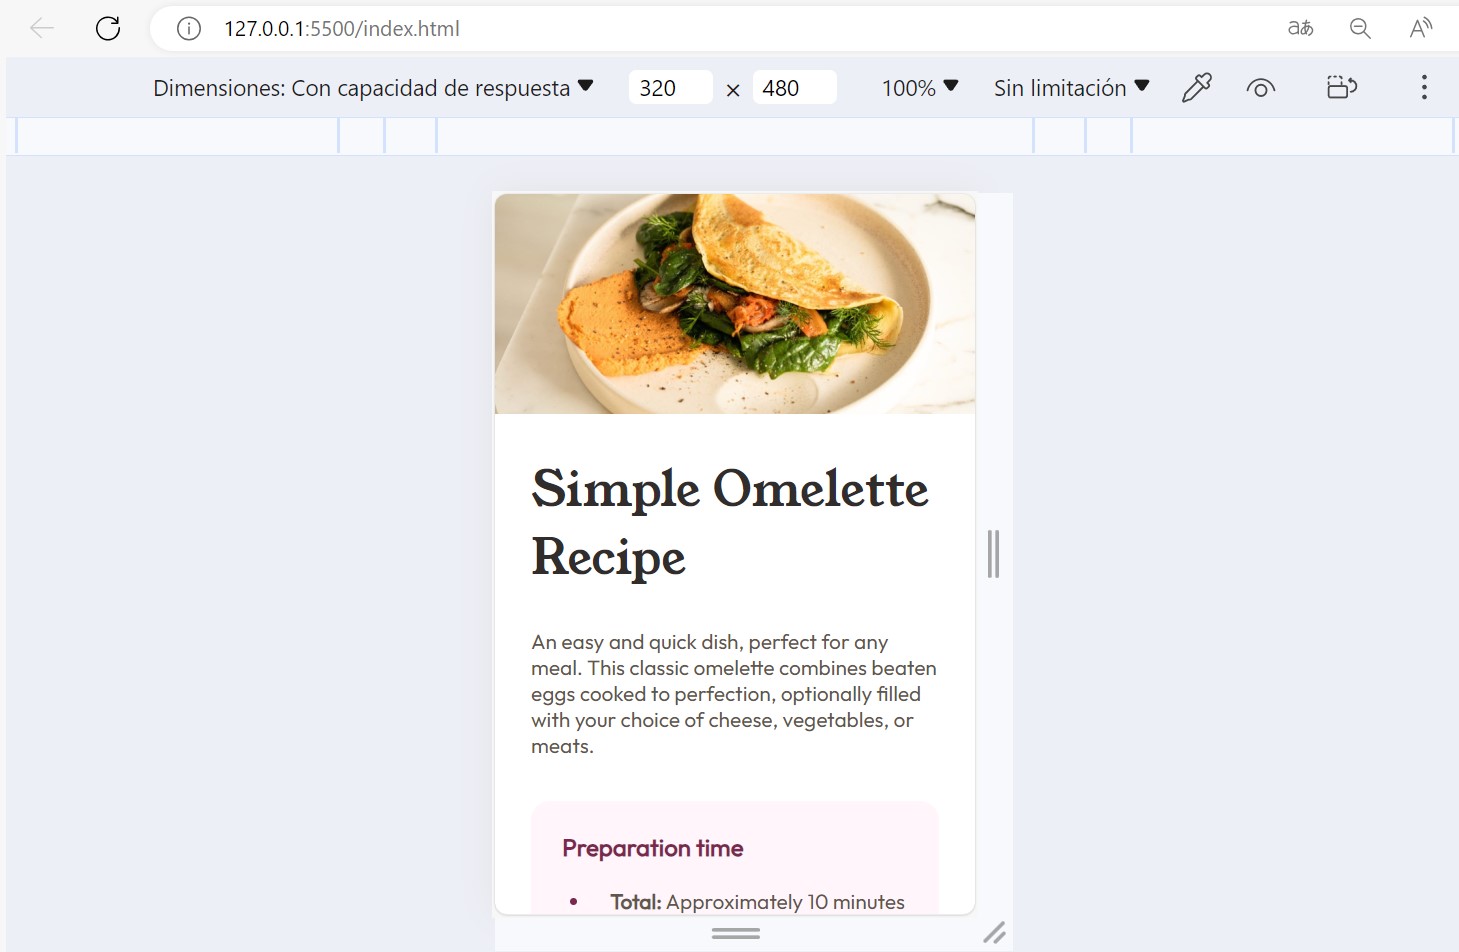 127.0.0.1:5500/index.html
aあ
A
Dimensiones: Con capacidad de respuesta 320 × 480 100% Sin limitación
Simple Omelette
Recipe
An easy and quick dish, perfect for any
meal. This classic omelette combines beaten
eggs cooked to perfection, optionally filled
with your choice of cheese, vegetables, or
meats.
Preparation time
• Total: Approximately 10 minutes